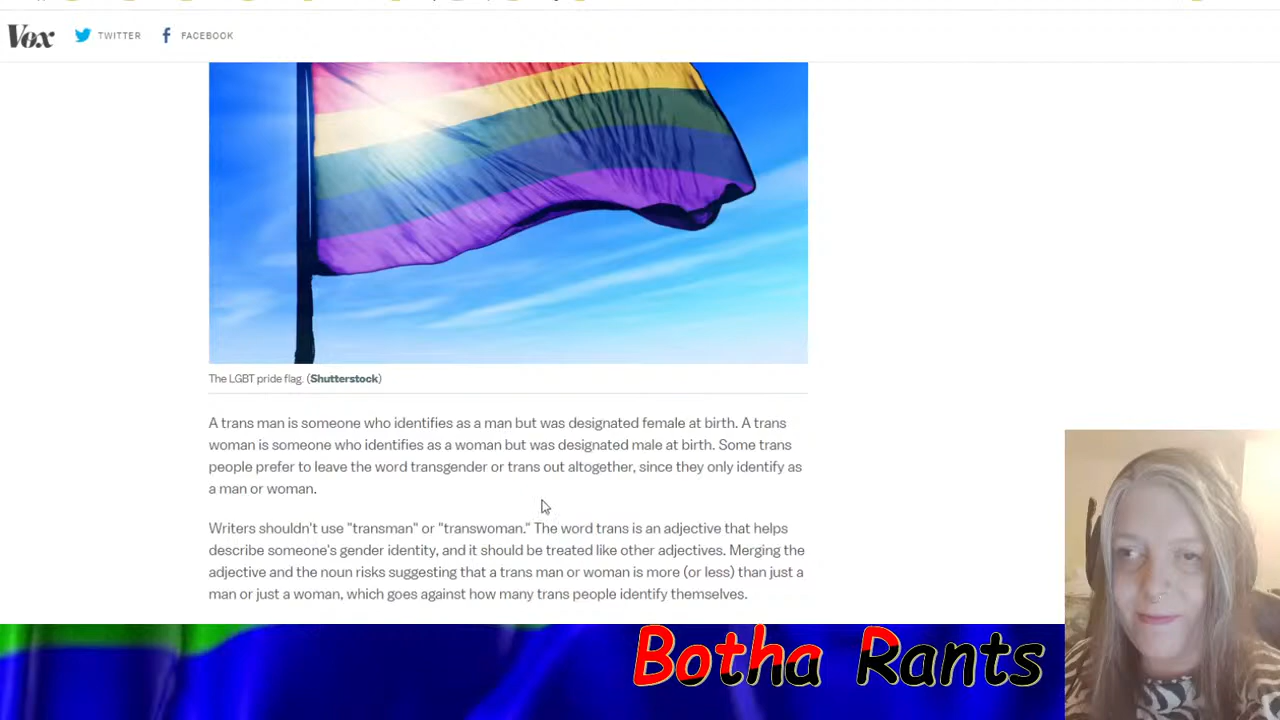 Vox TWITTER FACEBOOK
The LGBT pride flag. (Shutterstock)
A trans man is someone who identifies as a man but was designated female at birth. A trans
woman is someone who identifies as a woman but was designated male at birth. Some trans
people prefer to leave the word transgender or trans out altogether, since they only identify as
a man or woman.
Writers shouldn't use "transman" or "transwoman." The word trans is an adjective that helps
describe someone's gender identity, and it should be treated like other adjectives. Merging the
adjective and the noun risks suggesting that a trans man or woman is more (or less) than just a
man or just a woman, which goes against how many trans people identify themselves.
Botha Rants